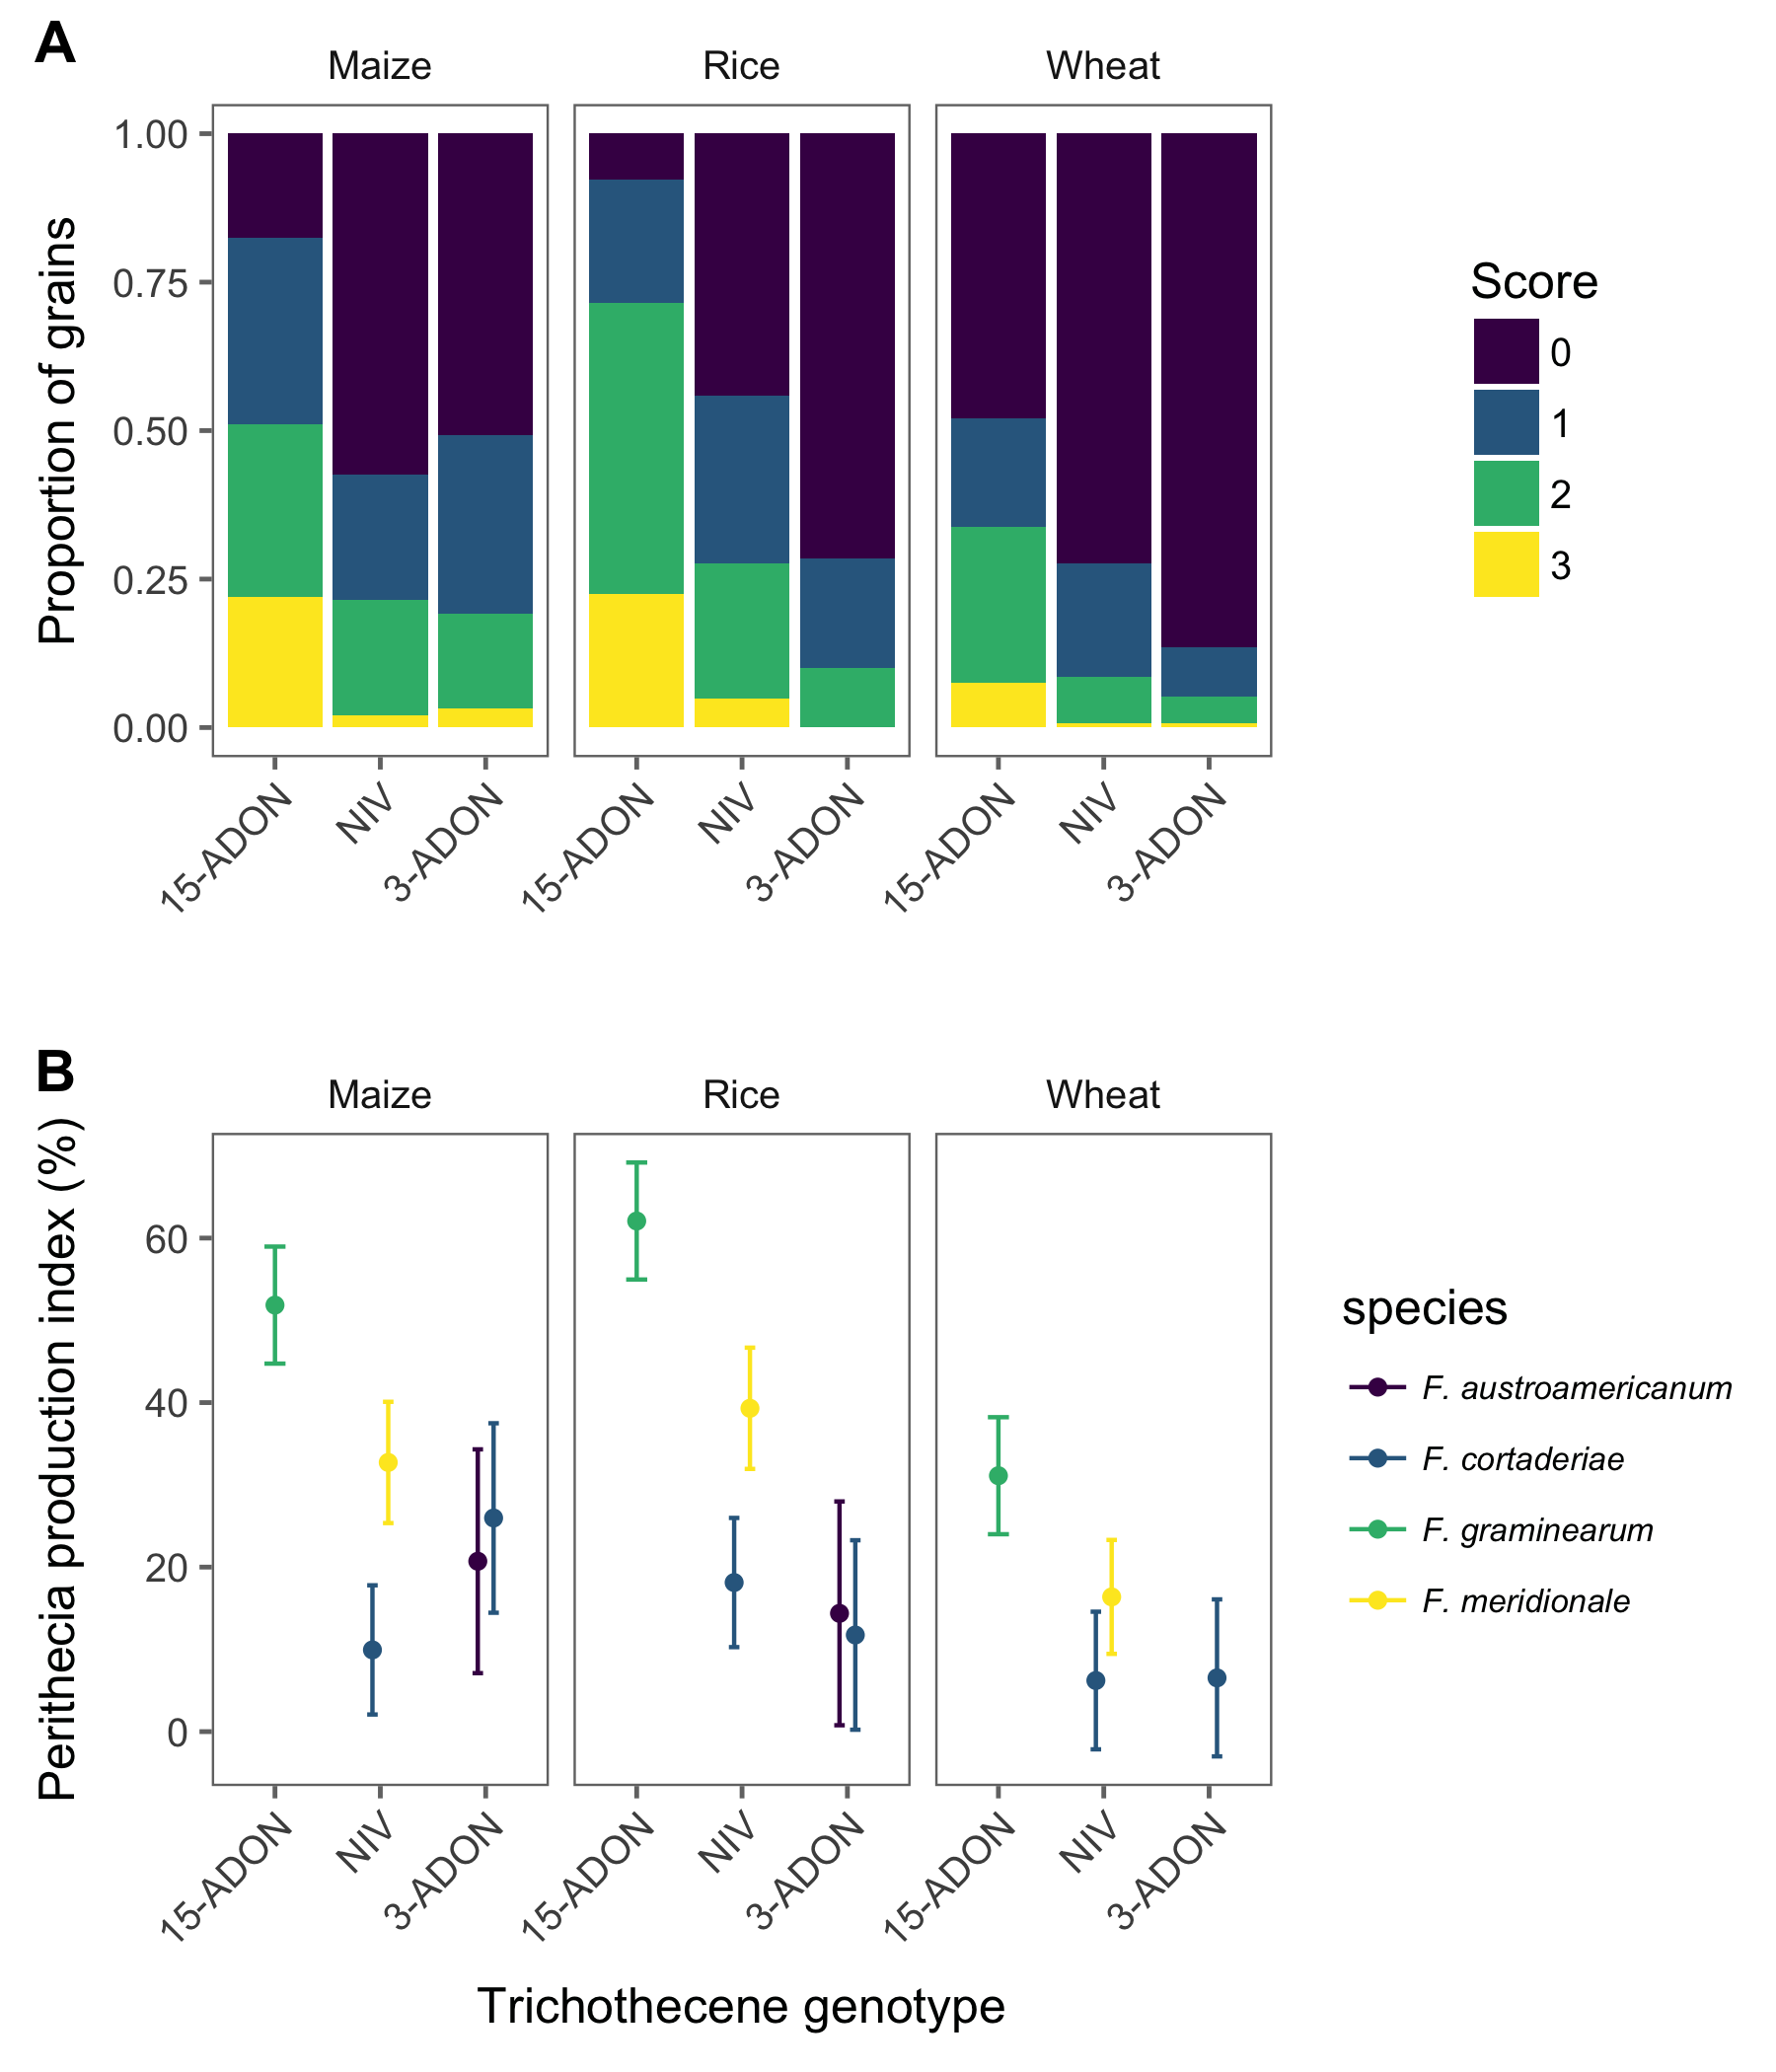 A
Maize Rice Wheat
Proportion of grains
1.00
0.75
0.50
0.25
0.00
15-ADON NIV 3-ADON 15-ADON NIV 3-ADON 15-ADON NIV 3-ADON
Score
0
1
2
3
B
Maize Rice Wheat
Perithecia production index (%)
60
40
20
0
15-ADON NIV 3-ADON 15-ADON NIV 3-ADON 15-ADON NIV 3-ADON
Trichothecene genotype
species
F. austroamericanum
F. cortaderiae
F. graminearum
F. meridionale